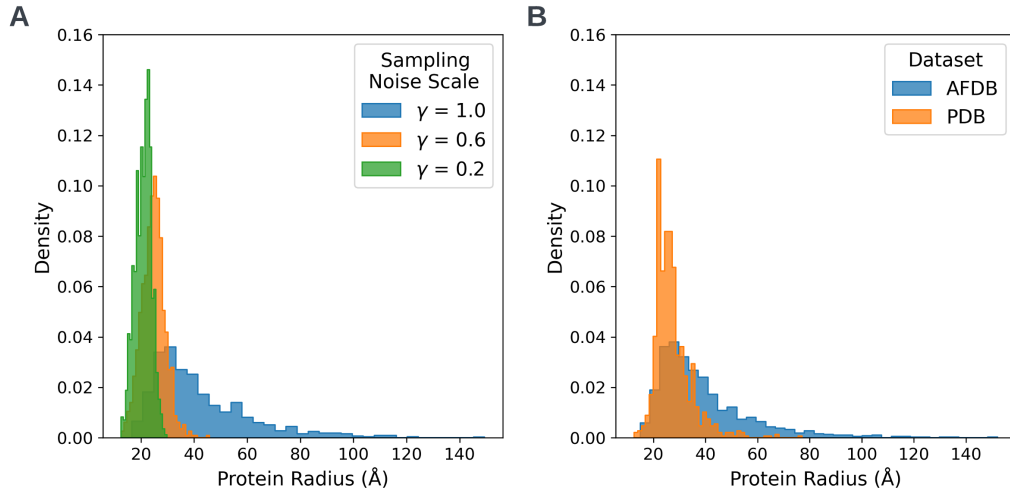 A
0.16
0.14
0.12
0.10
0.08
0.06
0.04
0.02
0.00
Density
20 40 60 80 100 120 140
Protein Radius (Å)
Sampling
Noise Scale
γ = 1.0
γ = 0.6
γ = 0.2
B
0.16
0.14
0.12
0.10
0.08
0.06
0.04
0.02
0.00
Density
20 40 60 80 100 120 140
Protein Radius (Å)
Dataset
AFDB
PDB